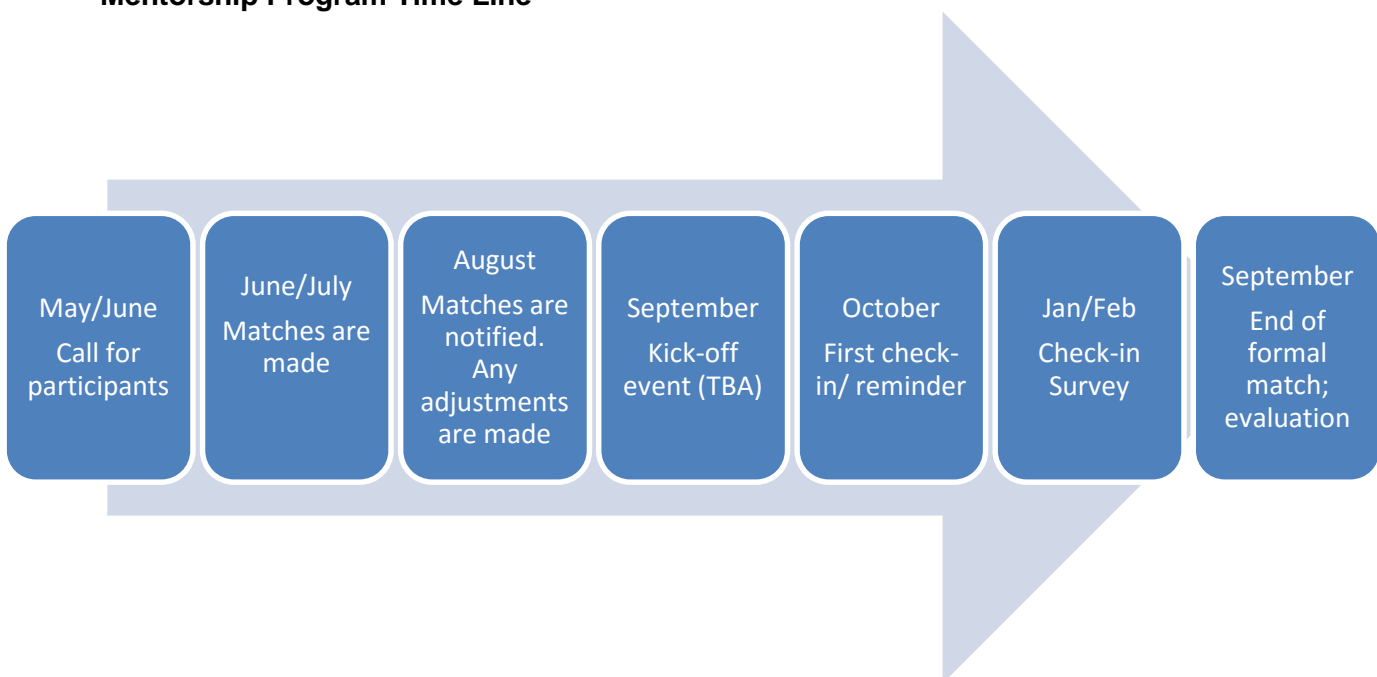 Mentorship Program Time Line
May/June
Call for
participants
June/July
Matches are
made
August
Matches are
notified.
Any
adjustments
are made
September
Kick-off
event (TBA)
October
First check-
in/ reminder
Jan/Feb
Check-in
Survey
September
End of
formal
match;
evaluation